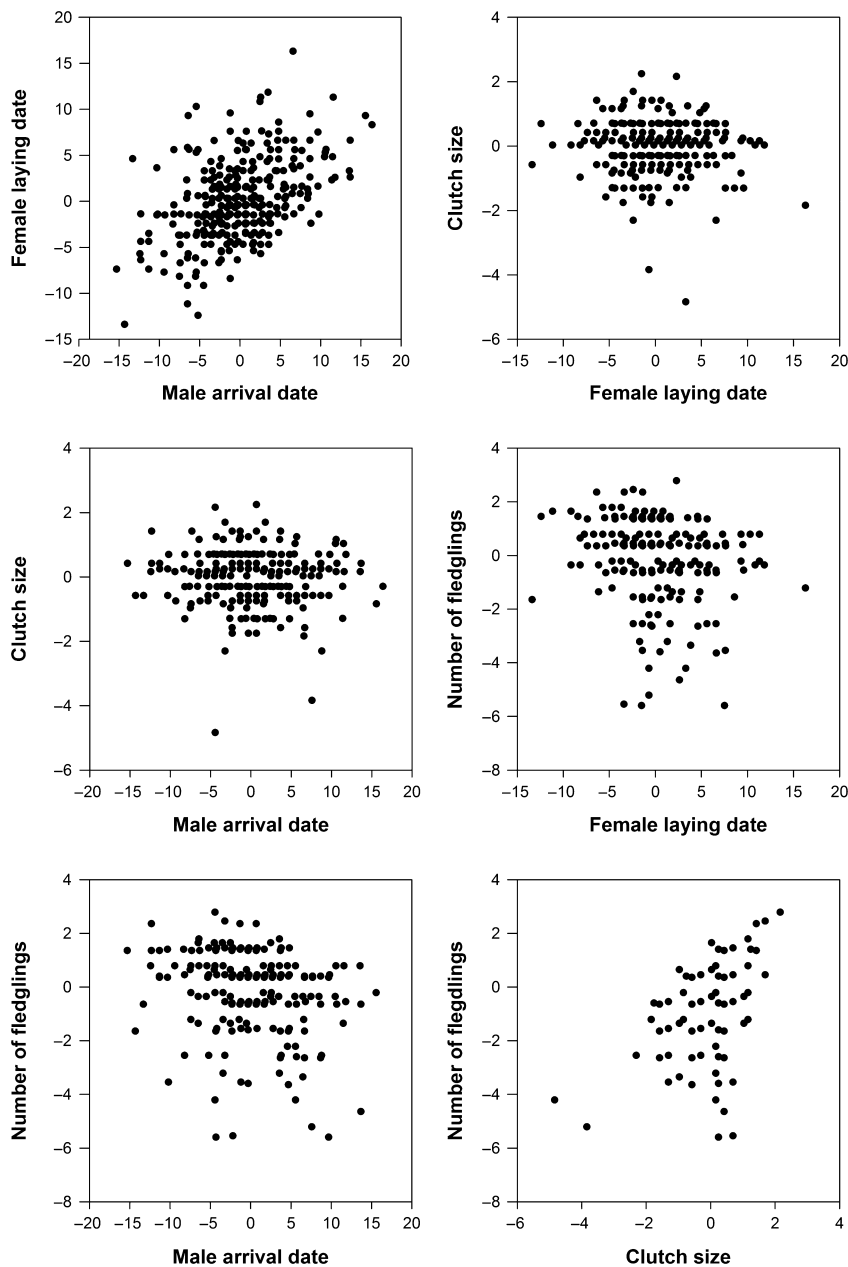 Female laying date
20
15
10
5
0
–5
–10
–15
–20 –15 –10 –5 0 5 10 15 20
Male arrival date
Clutch size
4
2
0
–2
–4
–6
–15 –10 –5 0 5 10 15 20
Female laying date
Clutch size
4
2
0
–2
–4
–6
–20 –15 –10 –5 0 5 10 15 20
Male arrival date
Number of fledglings
4
2
0
–2
–4
–6
–8
–15 –10 –5 0 5 10 15 20
Female laying date
Number of fledglings
4
2
0
–2
–4
–6
–8
–20 –15 –10 –5 0 5 10 15 20
Male arrival date
Number of flegdlings
4
2
0
–2
–4
–6
–8
–6 –4 –2 0 2 4
Clutch size